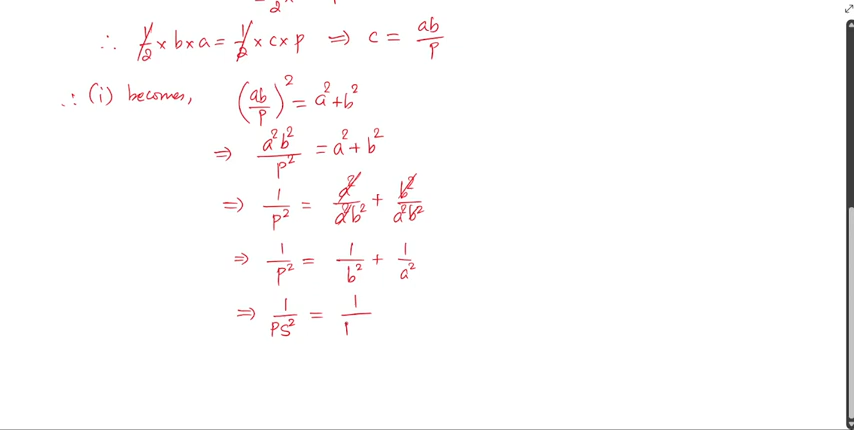 ∴ 1/2 × b × a = 1/2 × c × p ⇒ c = ab/p
∴ (i) becomes, (ab/p)² = a² + b²
⇒ a²b²/p² = a² + b²
⇒ 1/p² = a²/a²b² + b²/a²b²
⇒ 1/p² = 1/b² + 1/a²
⇒ 1/PS² = 1/